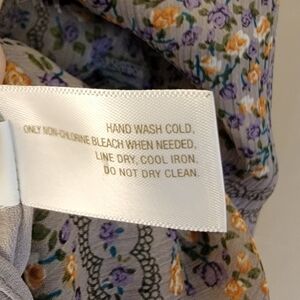 HAND WASH COLD,
ONLY NON-CHLORINE BLEACH WHEN NEEDED,
LINE DRY, COOL IRON.
DO NOT DRY CLEAN.